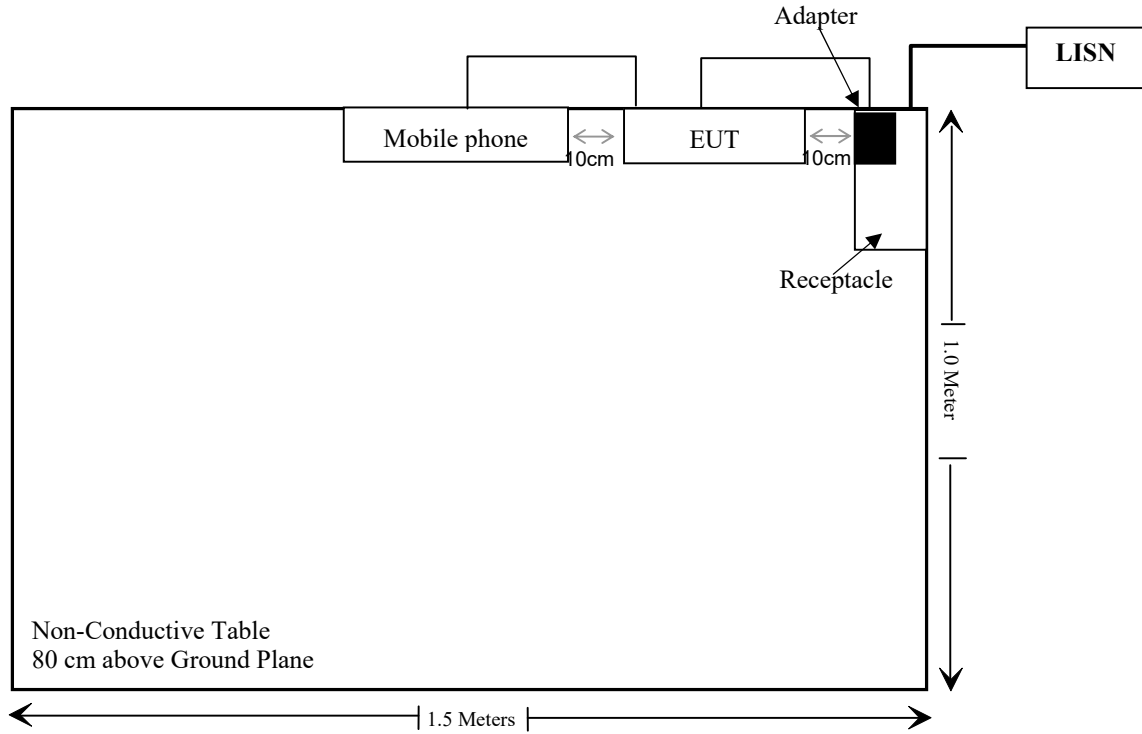 Adapter
LISN
Mobile phone
EUT
10cm
10cm
Receptacle
1.0 Meter
Non-Conductive Table
80 cm above Ground Plane
1.5 Meters